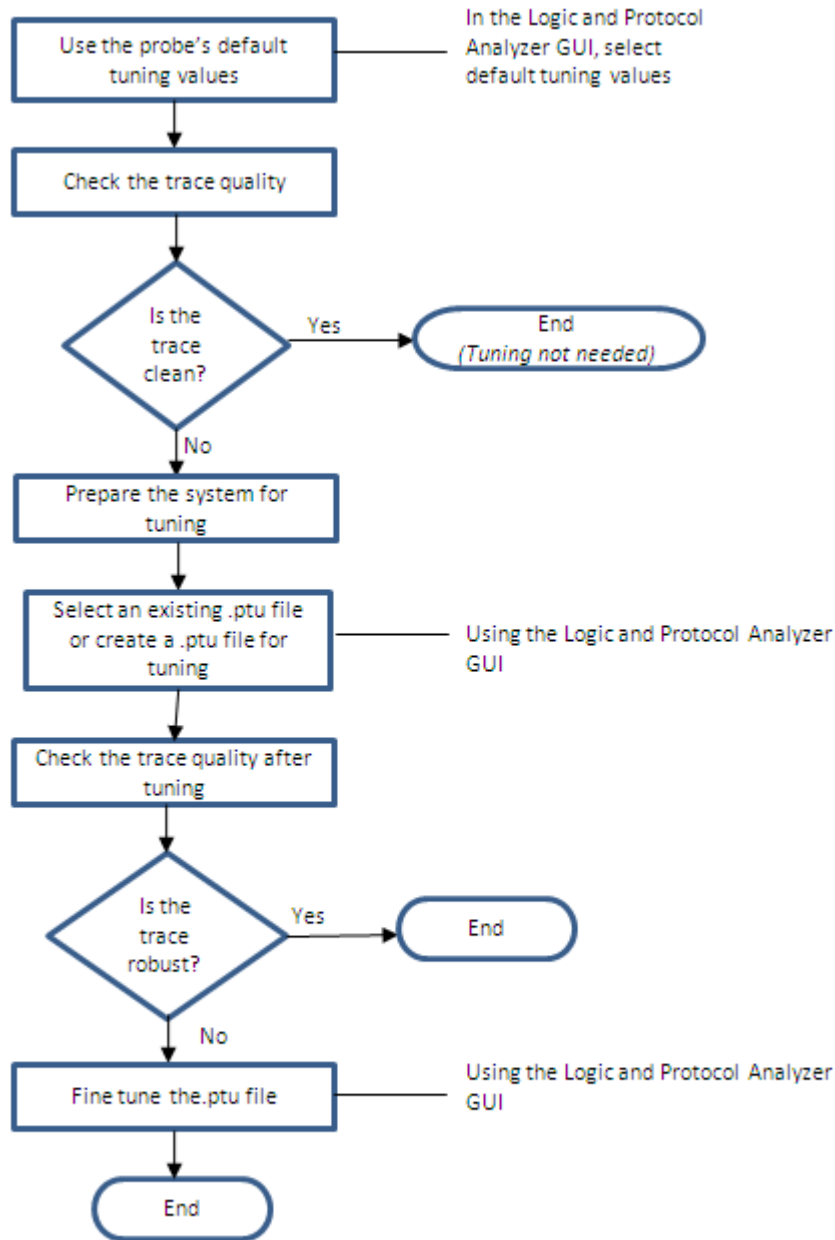 Use the probe's default
tuning values
In the Logic and Protocol
Analyzer GUI, select
default tuning values
Check the trace quality
Is the
trace
clean?
Yes
End
(Tuning not needed)
No
Prepare the system for
tuning
Select an existing .ptu file
or create a .ptu file for
tuning
Using the Logic and Protocol Analyzer
GUI
Check the trace quality after
tuning
Is the
trace
robust?
Yes
End
No
Fine tune the.ptu file
Using the Logic and Protocol Analyzer
GUI
End